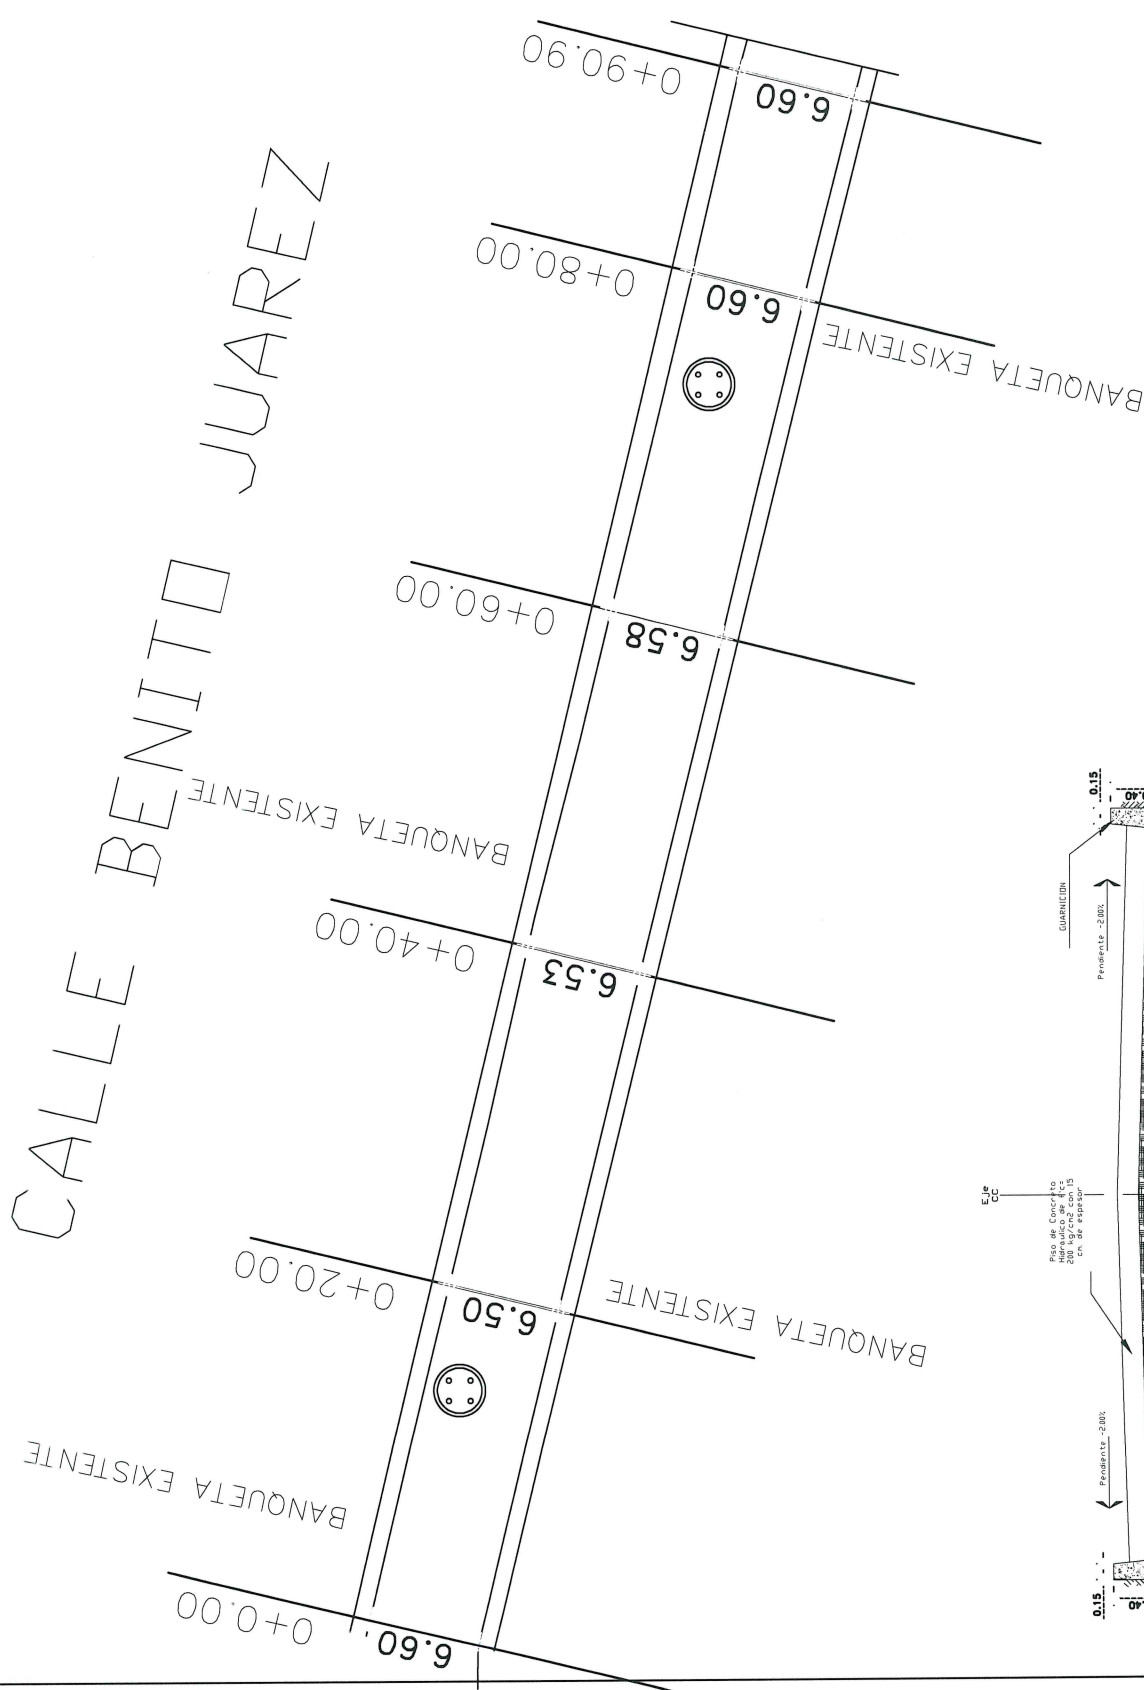 CALLE BENITO JUAREZ
0+90.90
6.60
0+80.00
6.60
BANQUETA EXISTENTE
0+60.00
6.58
BANQUETA EXISTENTE
0+40.00
6.53
0+20.00
6.50
BANQUETA EXISTENTE
BANQUETA EXISTENTE
0+0.00
6.60
0.15
0.40
GUARNICION
Pendiente -2.00%
Eje
CC
Piso de Concreto
Hidraulico de f'c=
200 kg/cm2 con 15
cm. de espesor
Pendiente -2.00%
0.15